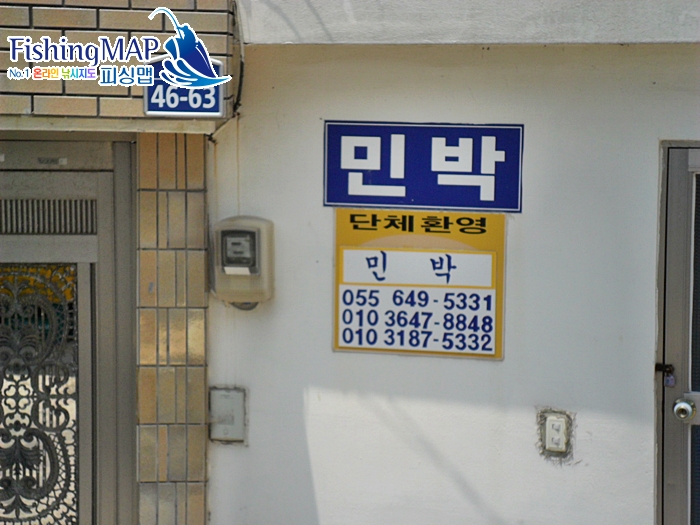 FishingMAP
No.1 온라인 낚시지도 피싱맵
46-63
민박
단체환영
민 박
055 649-5331
010 3647-8848
010 3187-5332